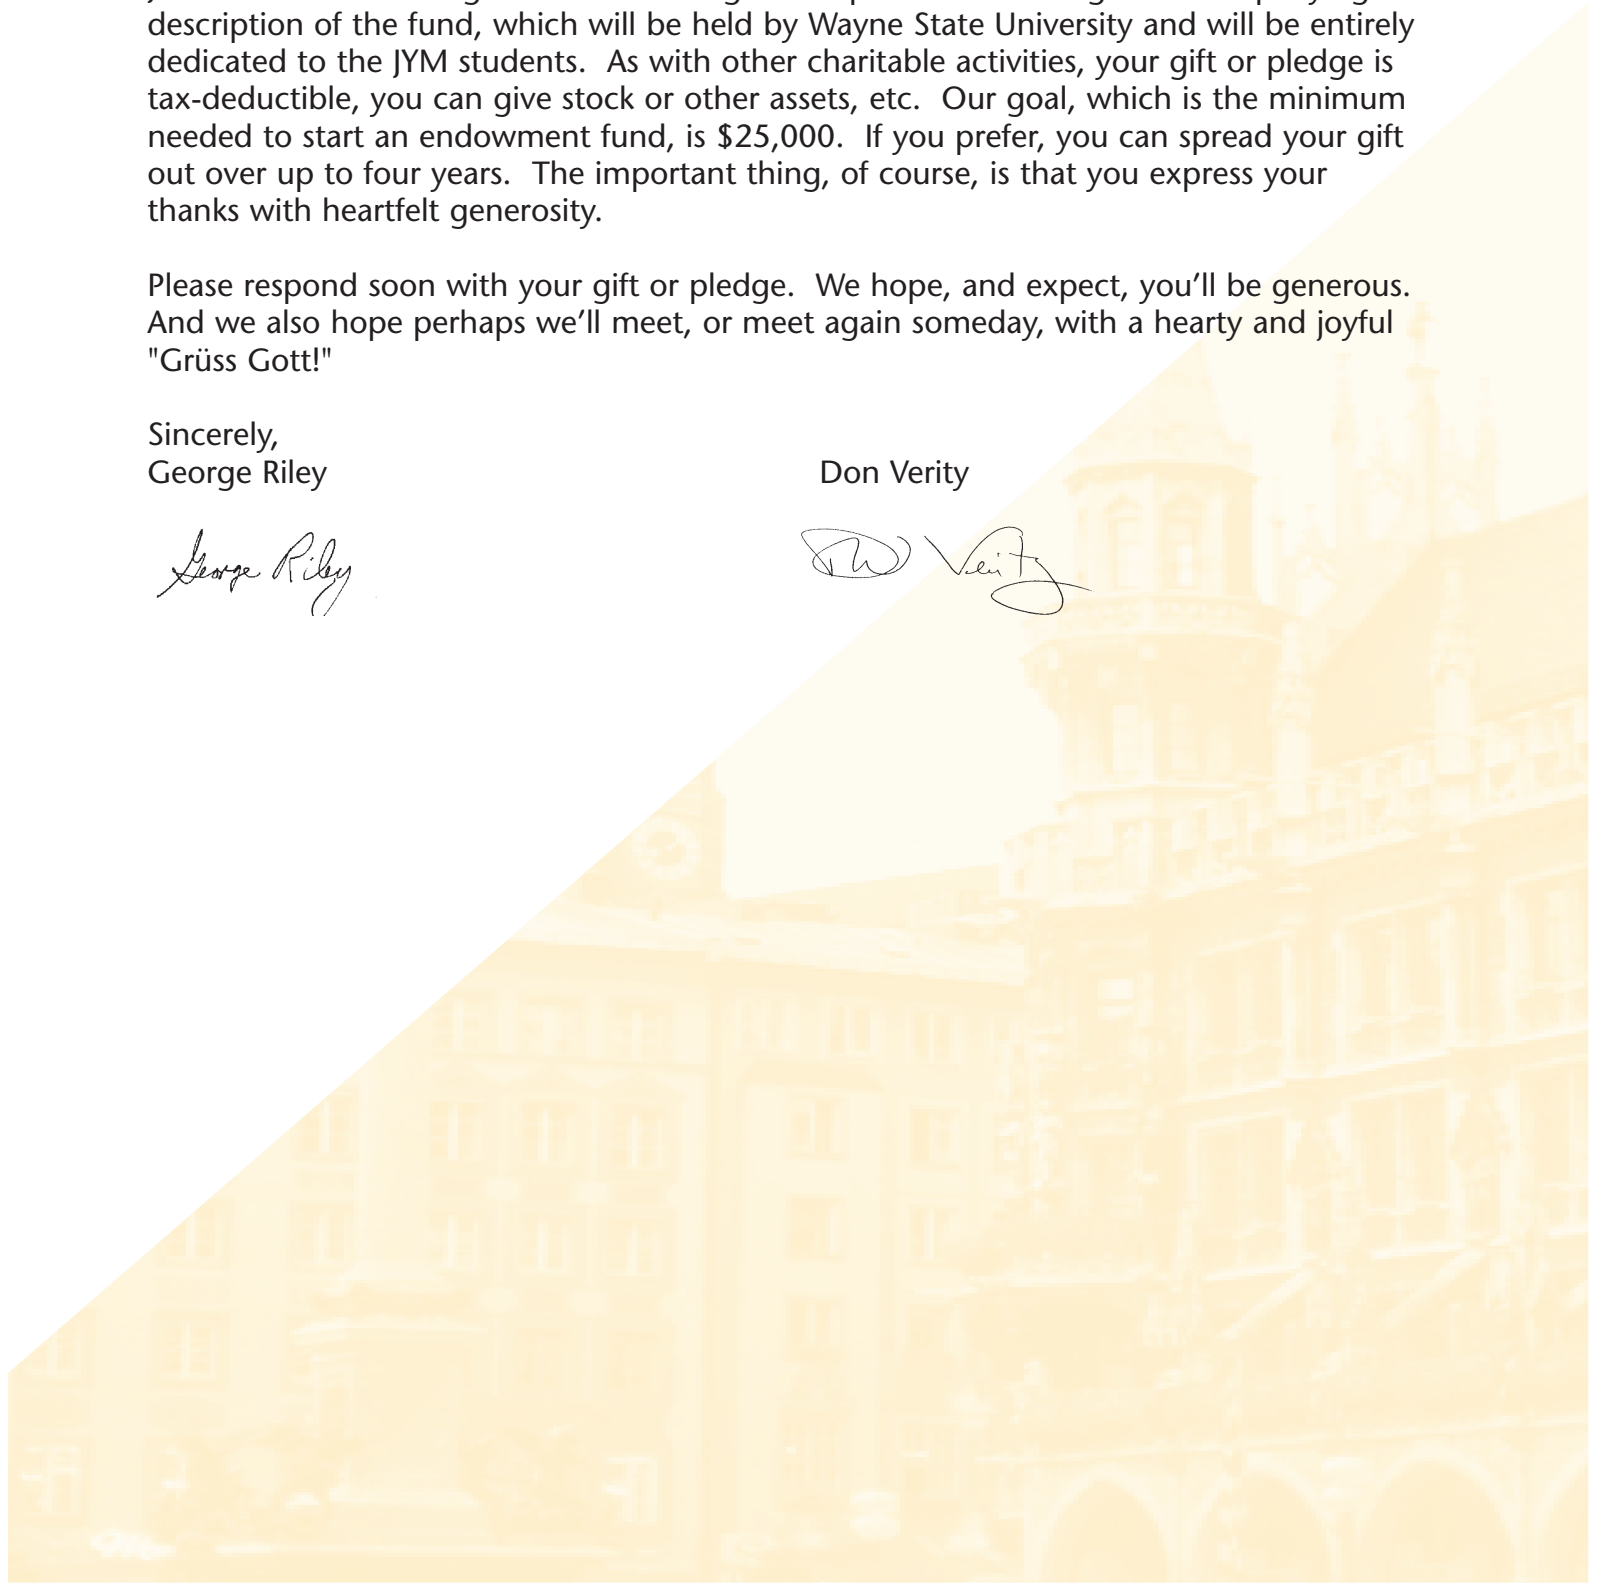 description of the fund, which will be held by Wayne State University and will be entirely
dedicated to the JYM students.  As with other charitable activities, your gift or pledge is
tax-deductible, you can give stock or other assets, etc.  Our goal, which is the minimum
needed to start an endowment fund, is $25,000.  If you prefer, you can spread your gift
out over up to four years.  The important thing, of course, is that you express your
thanks with heartfelt generosity.
Please respond soon with your gift or pledge.  We hope, and expect, you’ll be generous.
And we also hope perhaps we’ll meet, or meet again someday, with a hearty and joyful
"Grüss Gott!"
Sincerely,
George Riley
Don Verity
George Riley
Don Verity